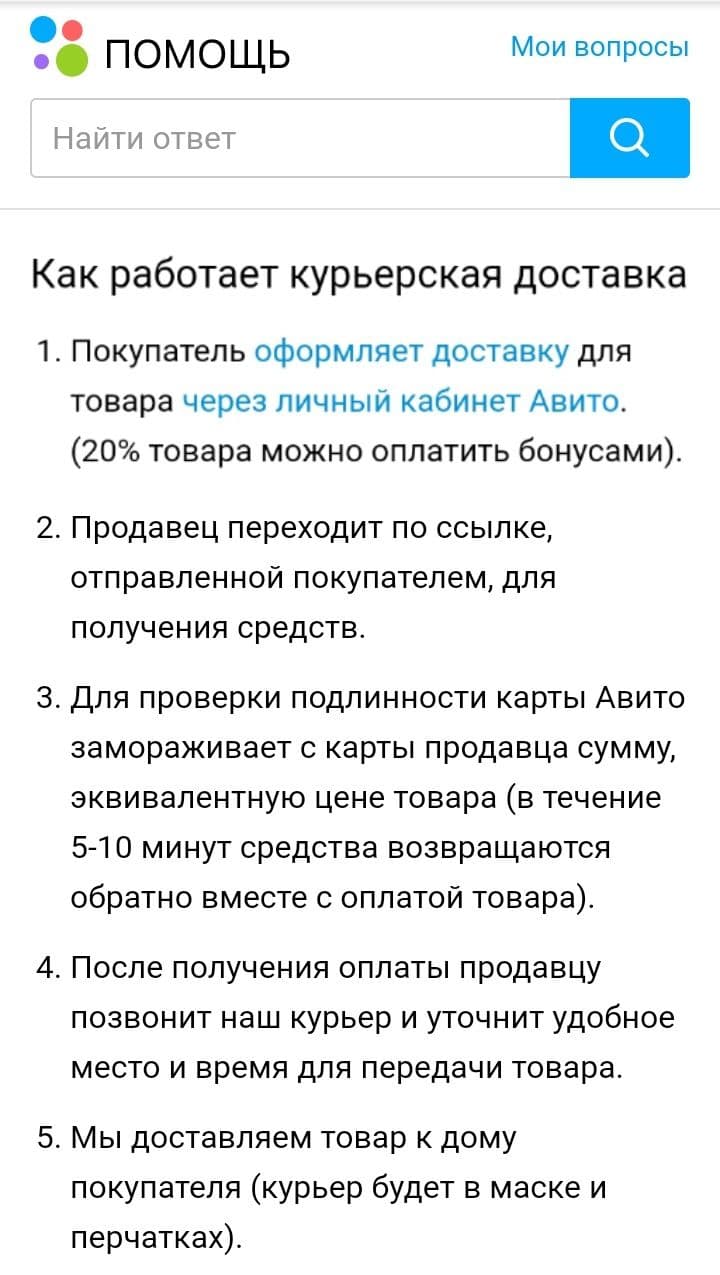 ПОМОЩЬ
Мои вопросы
Найти ответ
Как работает курьерская доставка
1. Покупатель оформляет доставку для
товара через личный кабинет Авито.
(20% товара можно оплатить бонусами).
2. Продавец переходит по ссылке,
отправленной покупателем, для
получения средств.
3. Для проверки подлинности карты Авито
замораживает с карты продавца сумму,
эквивалентную цене товара (в течение
5-10 минут средства возвращаются
обратно вместе с оплатой товара).
4. После получения оплаты продавцу
позвонит наш курьер и уточнит удобное
место и время для передачи товара.
5. Мы доставляем товар к дому
покупателя (курьер будет в маске и
перчатках).